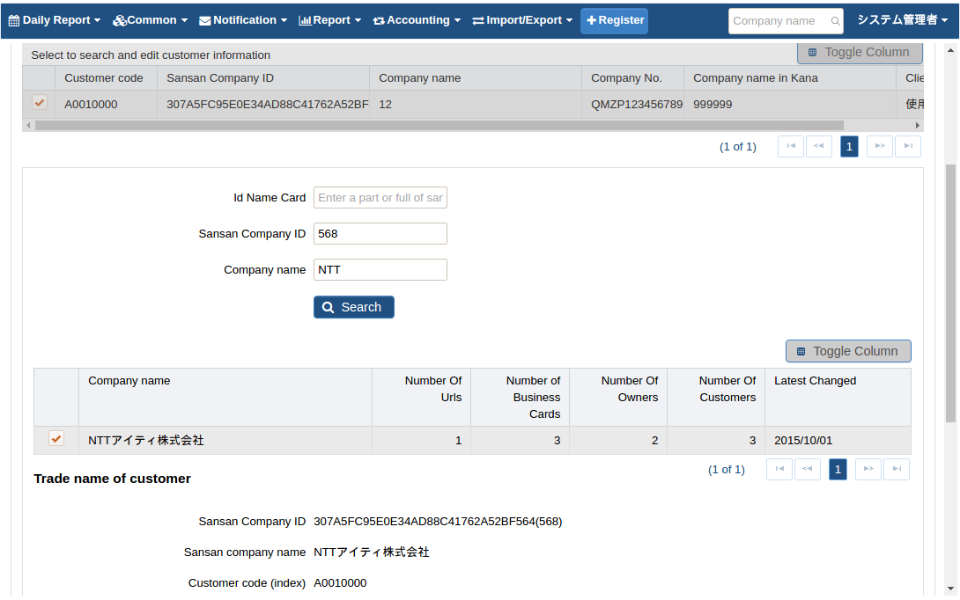 Daily Report Common Notification Report Accounting Import/Export Register Company name システム管理者
Select to search and edit customer information Toggle Column
Customer code Sansan Company ID Company name Company No. Company name in Kana Clie
A0010000 307A5FC95E0E34AD88C41762A52BF 12 QMZP123456789 999999 使用
(1 of 1) 1
Id Name Card Enter a part or full of sar
Sansan Company ID 568
Company name NTT
Search
Toggle Column
Company name Number Of Urls Number of Business Cards Number Of Owners Number Of Customers Latest Changed
NTTアイティ株式会社 1 3 2 3 2015/10/01
(1 of 1) 1
Trade name of customer
Sansan Company ID 307A5FC95E0E34AD88C41762A52BF564(568)
Sansan company name NTTアイティ株式会社
Customer code (index) A0010000